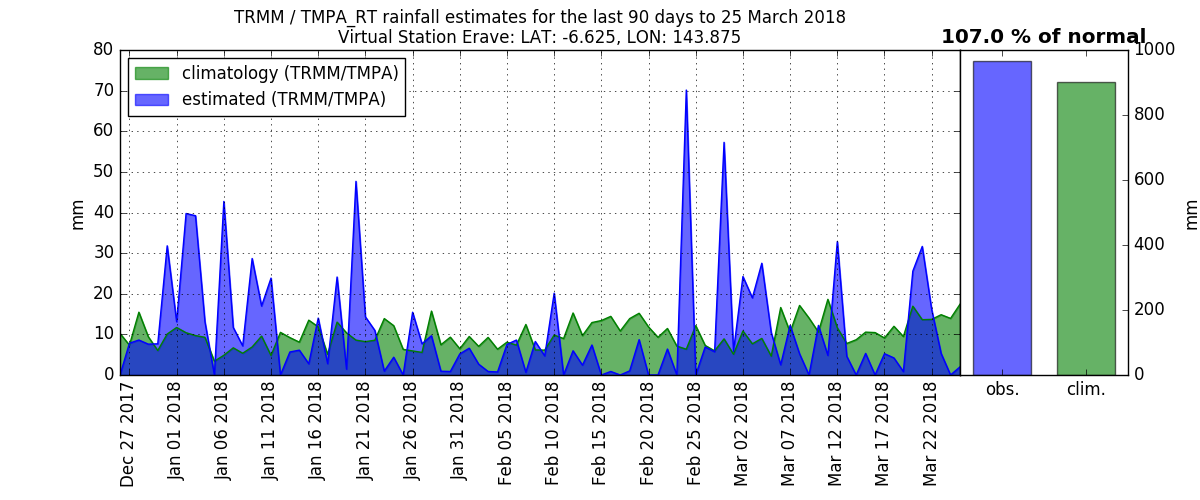 TRMM / TMPA_RT rainfall estimates for the last 90 days to 25 March 2018
Virtual Station Erave: LAT: -6.625, LON: 143.875
107.0 % of normal
climatology (TRMM/TMPA)
estimated (TRMM/TMPA)
mm
80
70
60
50
40
30
20
10
0
Dec 27 2017
Jan 01 2018
Jan 06 2018
Jan 11 2018
Jan 16 2018
Jan 21 2018
Jan 26 2018
Jan 31 2018
Feb 05 2018
Feb 10 2018
Feb 15 2018
Feb 20 2018
Feb 25 2018
Mar 02 2018
Mar 07 2018
Mar 12 2018
Mar 17 2018
Mar 22 2018
1000
800
600
400
200
0
mm
obs.
clim.